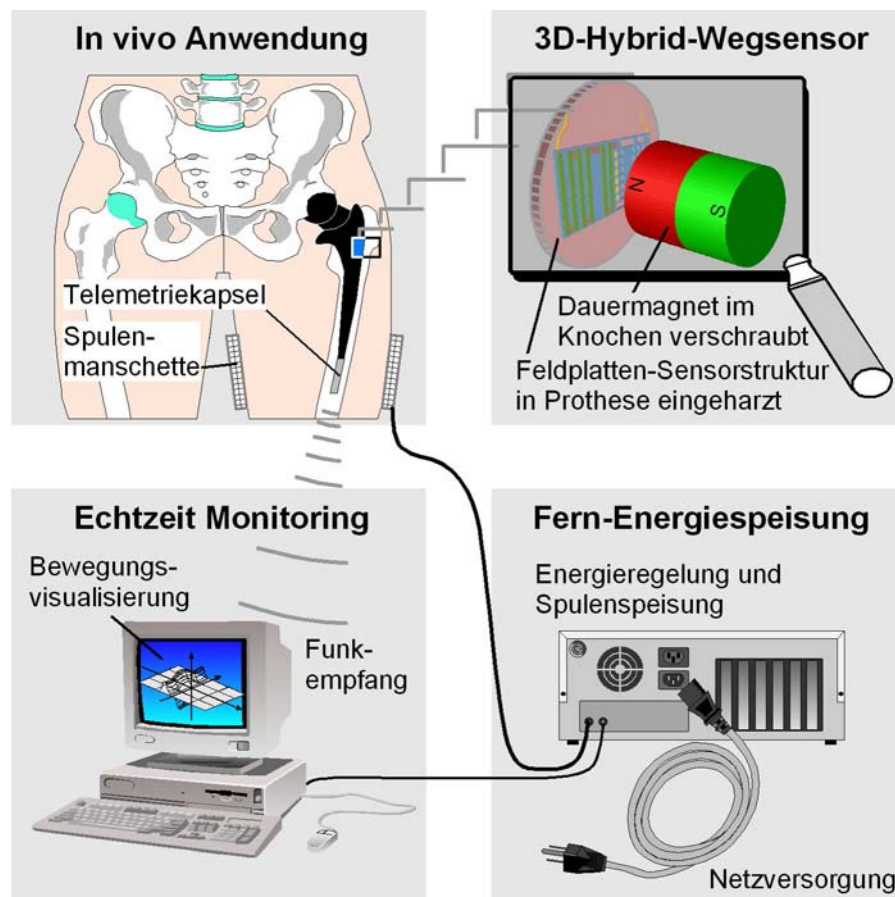 In vivo Anwendung
Telemetriekapsel
Spulen-
manschette
3D-Hybrid-Wegsensor
N
S
Dauermagnet im
Knochen verschraubt
Feldplatten-Sensorstruktur
in Prothese eingeharzt
Echtzeit Monitoring
Bewegungs-
visualisierung
Funk-
empfang
Fern-Energiespeisung
Energieregelung und
Spulenspeisung
Netzversorgung